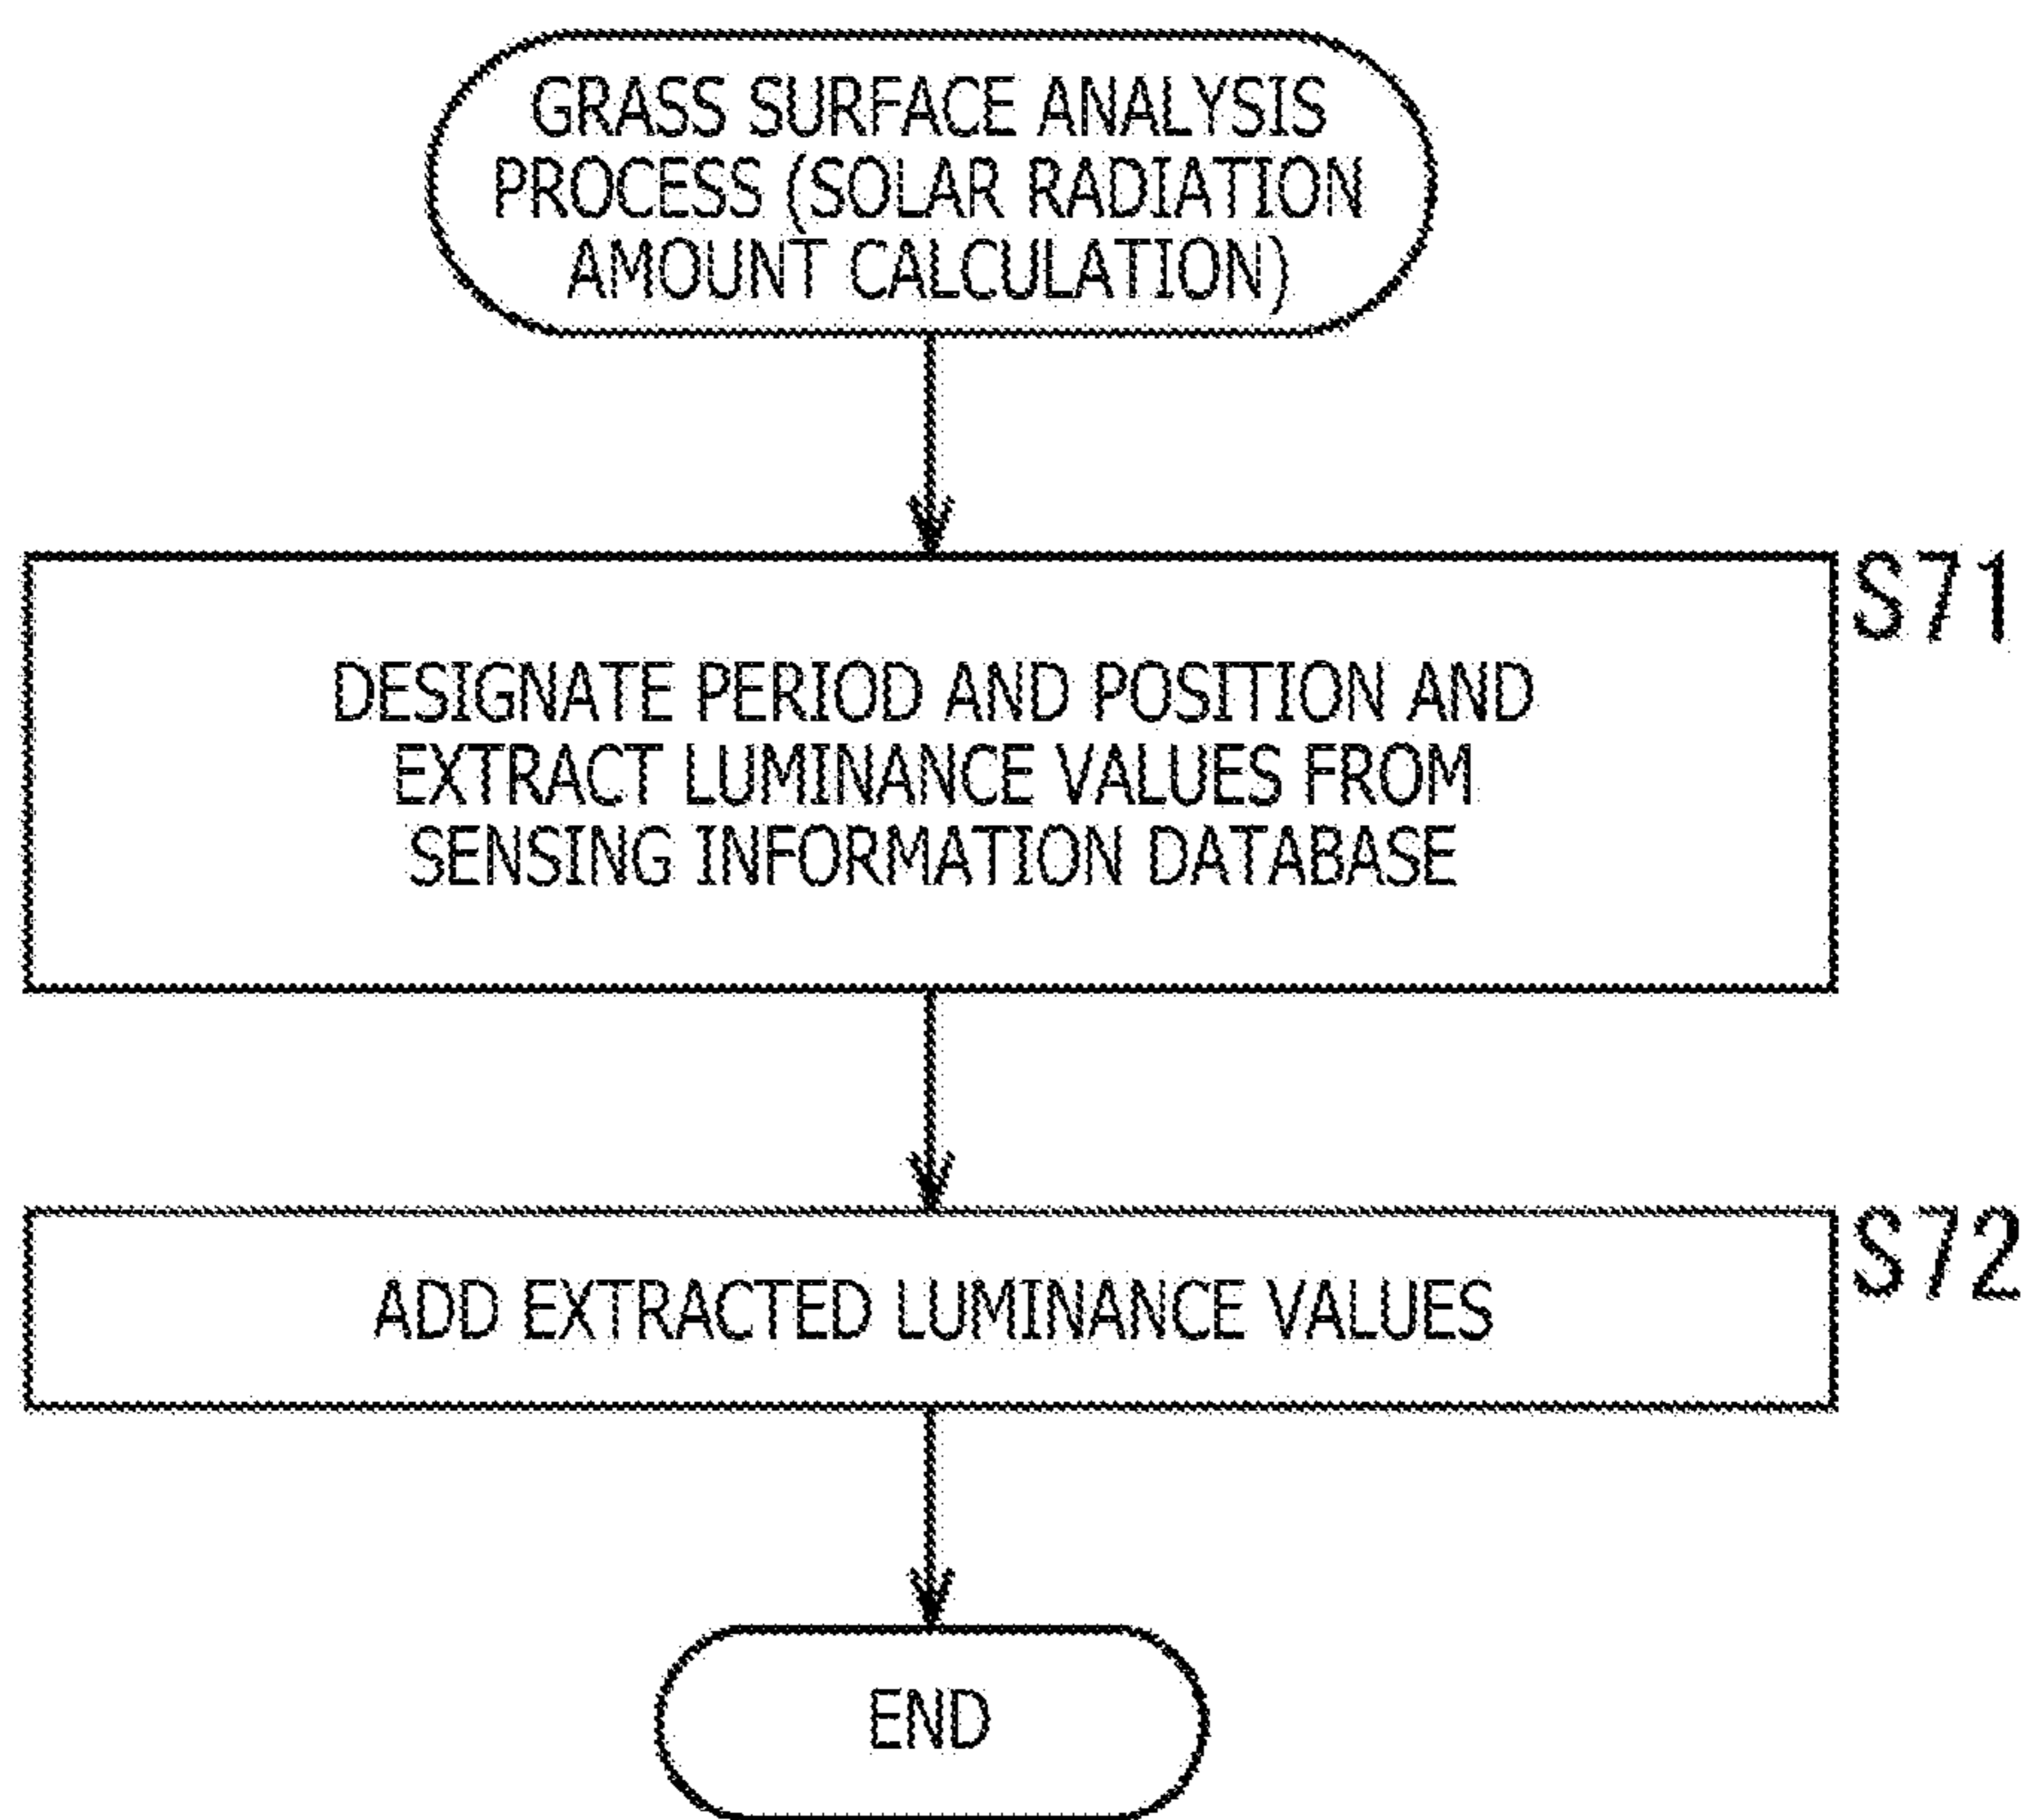 GRASS SURFACE ANALYSIS
PROCESS (SOLAR RADIATION
AMOUNT CALCULATION)
S71
DESIGNATE PERIOD AND POSITION AND
EXTRACT LUMINANCE VALUES FROM
SENSING INFORMATION DATABASE
S72
ADD EXTRACTED LUMINANCE VALUES
END